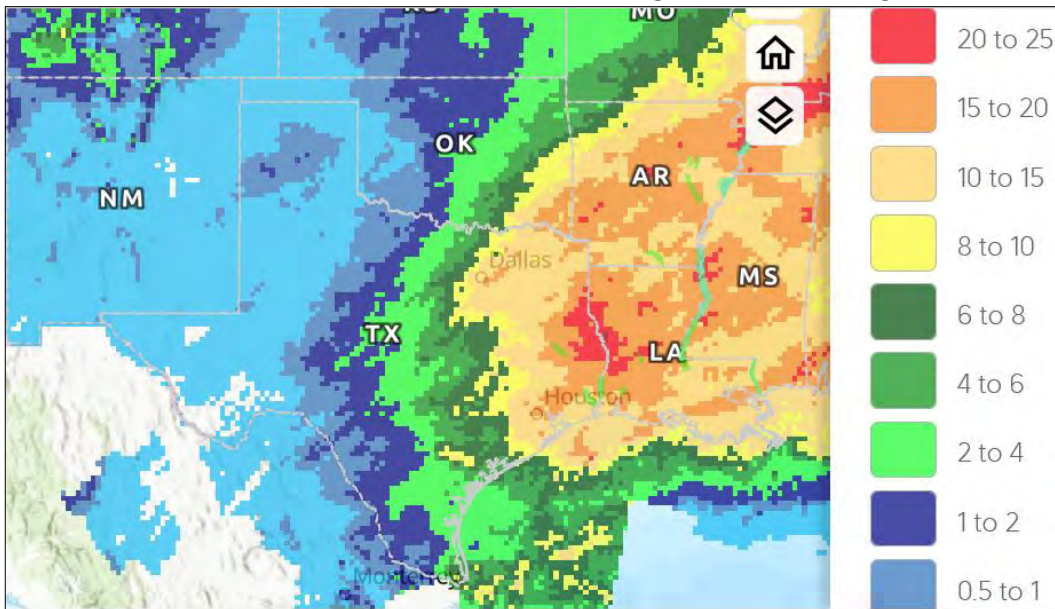 MO
OK
AR
NM
Dallas
MS
TX
LA
Houston
Monterrey
20 to 25
15 to 20
10 to 15
8 to 10
6 to 8
4 to 6
2 to 4
1 to 2
0.5 to 1